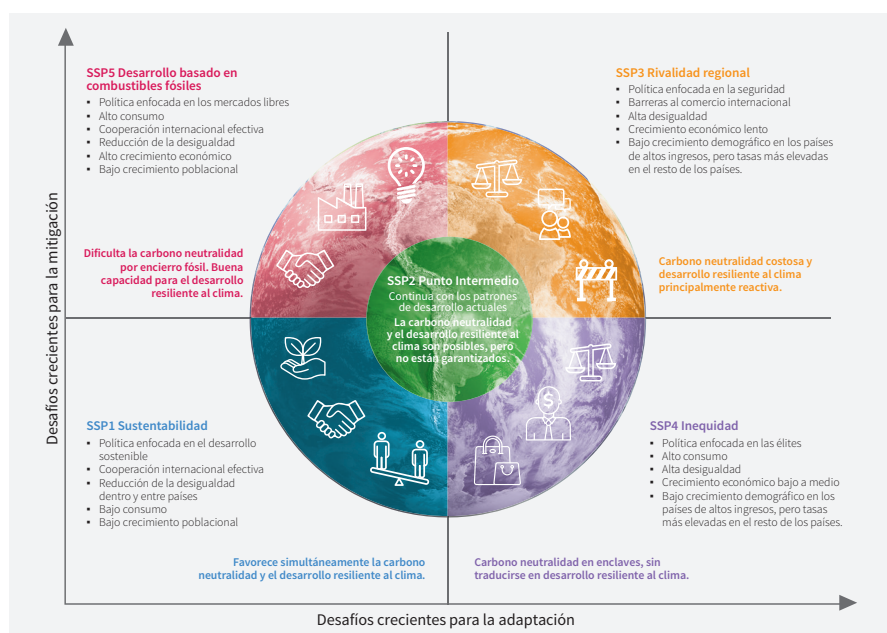 SSP5 Desarrollo basado en
combustibles fósiles
▪ Política enfocada en los mercados libres
▪ Alto consumo
▪ Cooperación internacional efectiva
▪ Reducción de la desigualdad
▪ Alto crecimiento económico
▪ Bajo crecimiento poblacional
Dificulta la carbono neutralidad
por encierro fósil. Buena
capacidad para el desarrollo
resiliente al clima.
SSP3 Rivalidad regional
▪ Política enfocada en la seguridad
▪ Barreras al comercio internacional
▪ Alta desigualdad
▪ Crecimiento económico lento
▪ Bajo crecimiento demográfico en los países
de altos ingresos, pero tasas más elevadas
en el resto de los países.
Carbono neutralidad costosa y
desarrollo resiliente al clima
principalmente reactiva.
SSP2 Punto Intermedio
Continua con los patrones
de desarrollo actuales
La carbono neutralidad
y el desarrollo resiliente al
clima son posibles, pero
no están garantizados.
SSP1 Sustentabilidad
▪ Política enfocada en el desarrollo
sostenible
▪ Cooperación internacional efectiva
▪ Reducción de la desigualdad
dentro y entre países
▪ Bajo consumo
▪ Bajo crecimiento poblacional
Favorece simultáneamente la carbono
neutralidad y el desarrollo resiliente al clima.
SSP4 Inequidad
▪ Política enfocada en las élites
▪ Alto consumo
▪ Alta desigualdad
▪ Crecimiento económico bajo a medio
▪ Bajo crecimiento demográfico en los
países de altos ingresos, pero tasas
más elevadas en el resto de los países.
Carbono neutralidad en enclaves, sin
traducirse en desarrollo resiliente al clima.
$
Desafíos crecientes para la mitigación
Desafíos crecientes para la adaptación